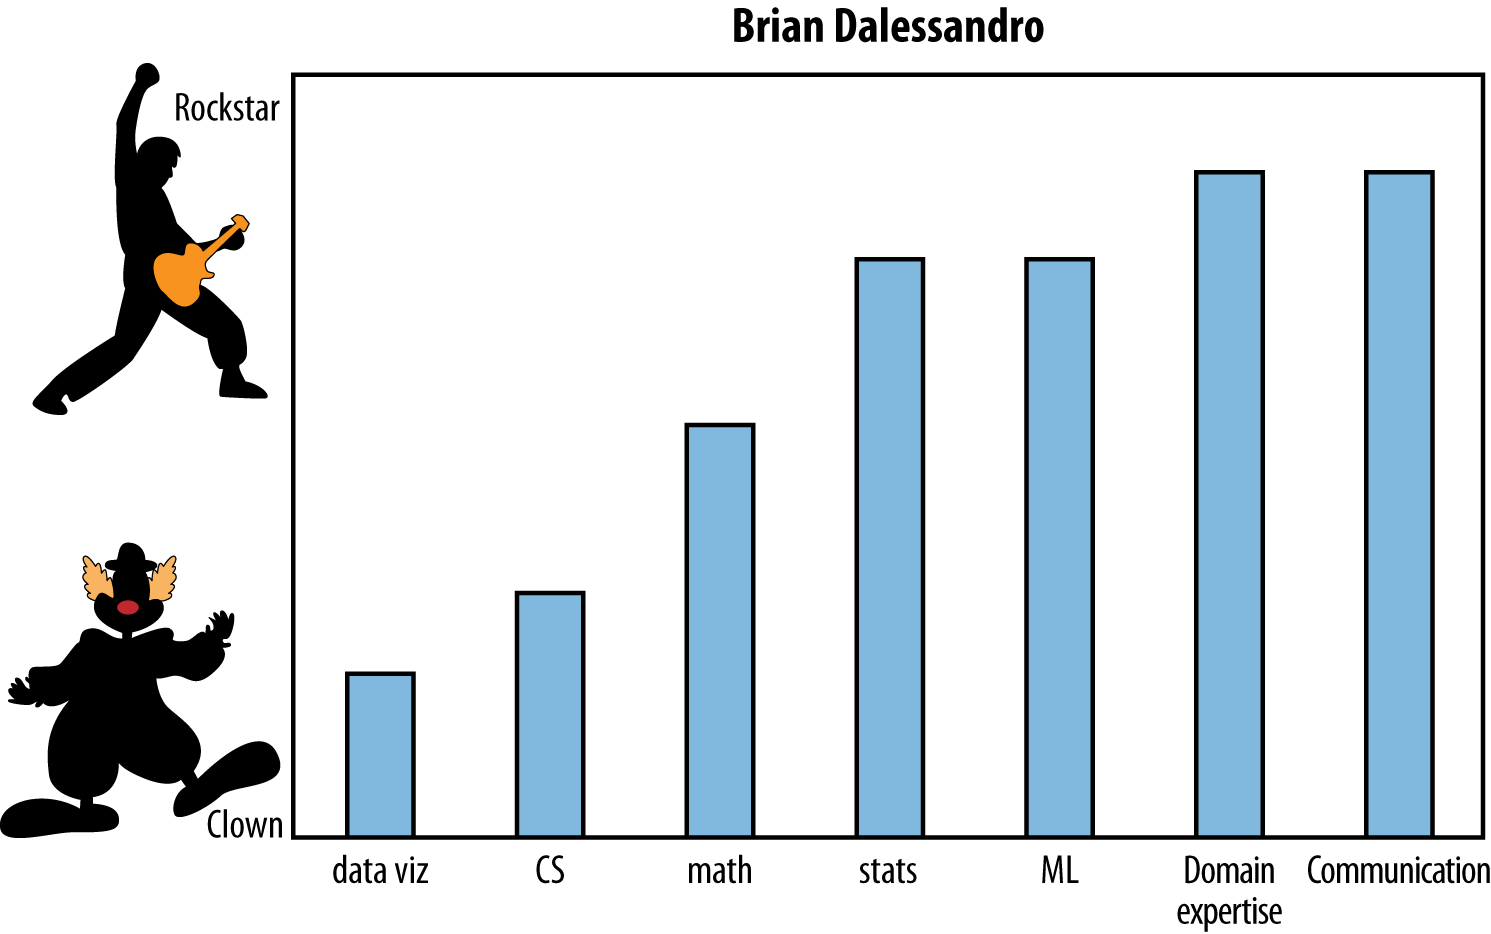 Brian Dalessandro
Rockstar
Clown
data viz
CS
math
stats
ML
Domain
expertise
Communication